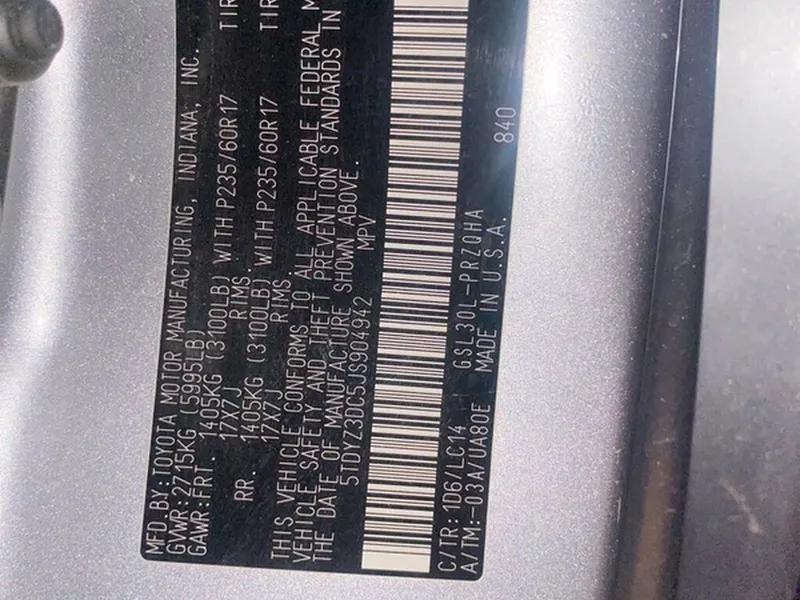 MFD.BY:TOYOTA MOTOR MANUFACTURING, INDIANA, INC.
GVWR:2715KG (5995LB)
GAWR:FRT. 1405KG (3100LB) WITH P235/60R17 TIR
17X7J RIMS.
RR. 1405KG (3100LB) WITH P235/60R17 TIR
17X7J RIMS.
THIS VEHICLE CONFORMS TO ALL APPLICABLE FEDERAL M
VEHICLE SAFETY AND THEFT PREVENTION STANDARDS IN
THE DATE OF MANUFACTURE SHOWN ABOVE.
5TDYZ3DC5JS904942 MPV
C/TR:1D6/LC14 GSL30L-PRZQHA 840
A/TM:-03A/UA80E MADE IN U.S.A.